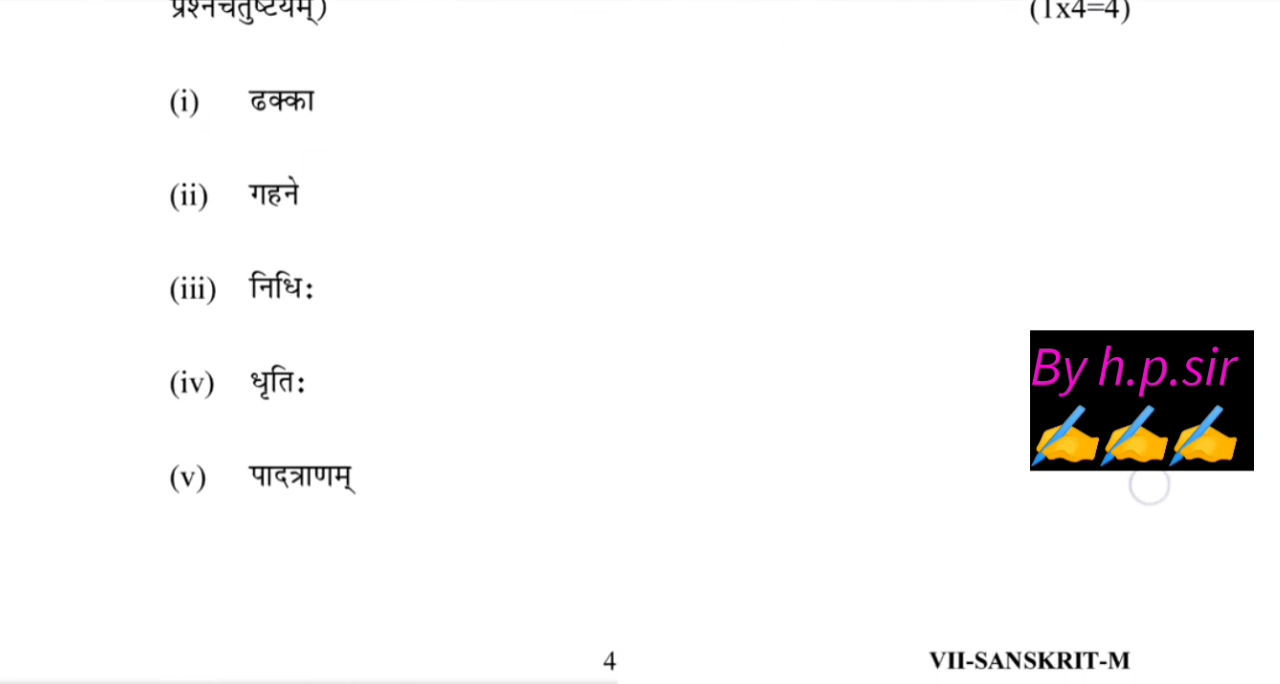 प्रश्नचतुष्टयम्) (1x4=4)
(i) ढक्का
(ii) गहने
(iii) निधिः
(iv) धृतिः
(v) पादत्राणम्
By h.p.sir
4 VII-SANSKRIT-M